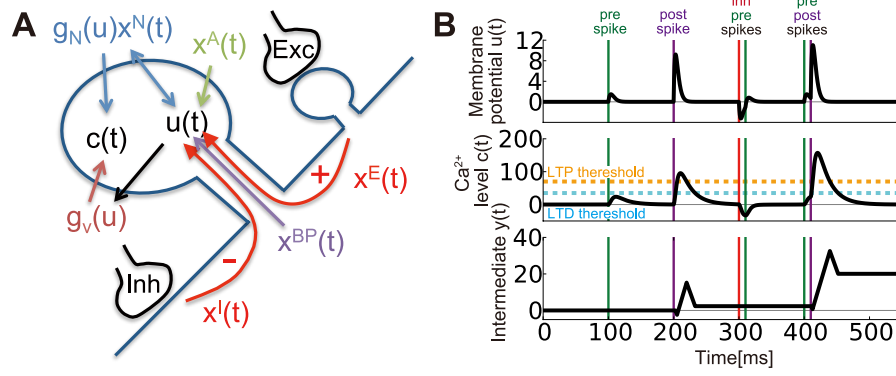 A
g_N(u)x^N(t)
x^A(t)
Exc
c(t)
u(t)
+
x^E(t)
g_v(u)
x^BP(t)
-
Inh
x^I(t)
B
pre
spike
post
spike
inh
pre
spikes
pre
post
spikes
Membrane
potential u(t)
12
8
4
0
Ca2+
level c(t)
200
100
0
LTP thereshold
LTD thereshold
Intermediate y(t)
40
20
0
0 100 200 300 400 500
Time[ms]